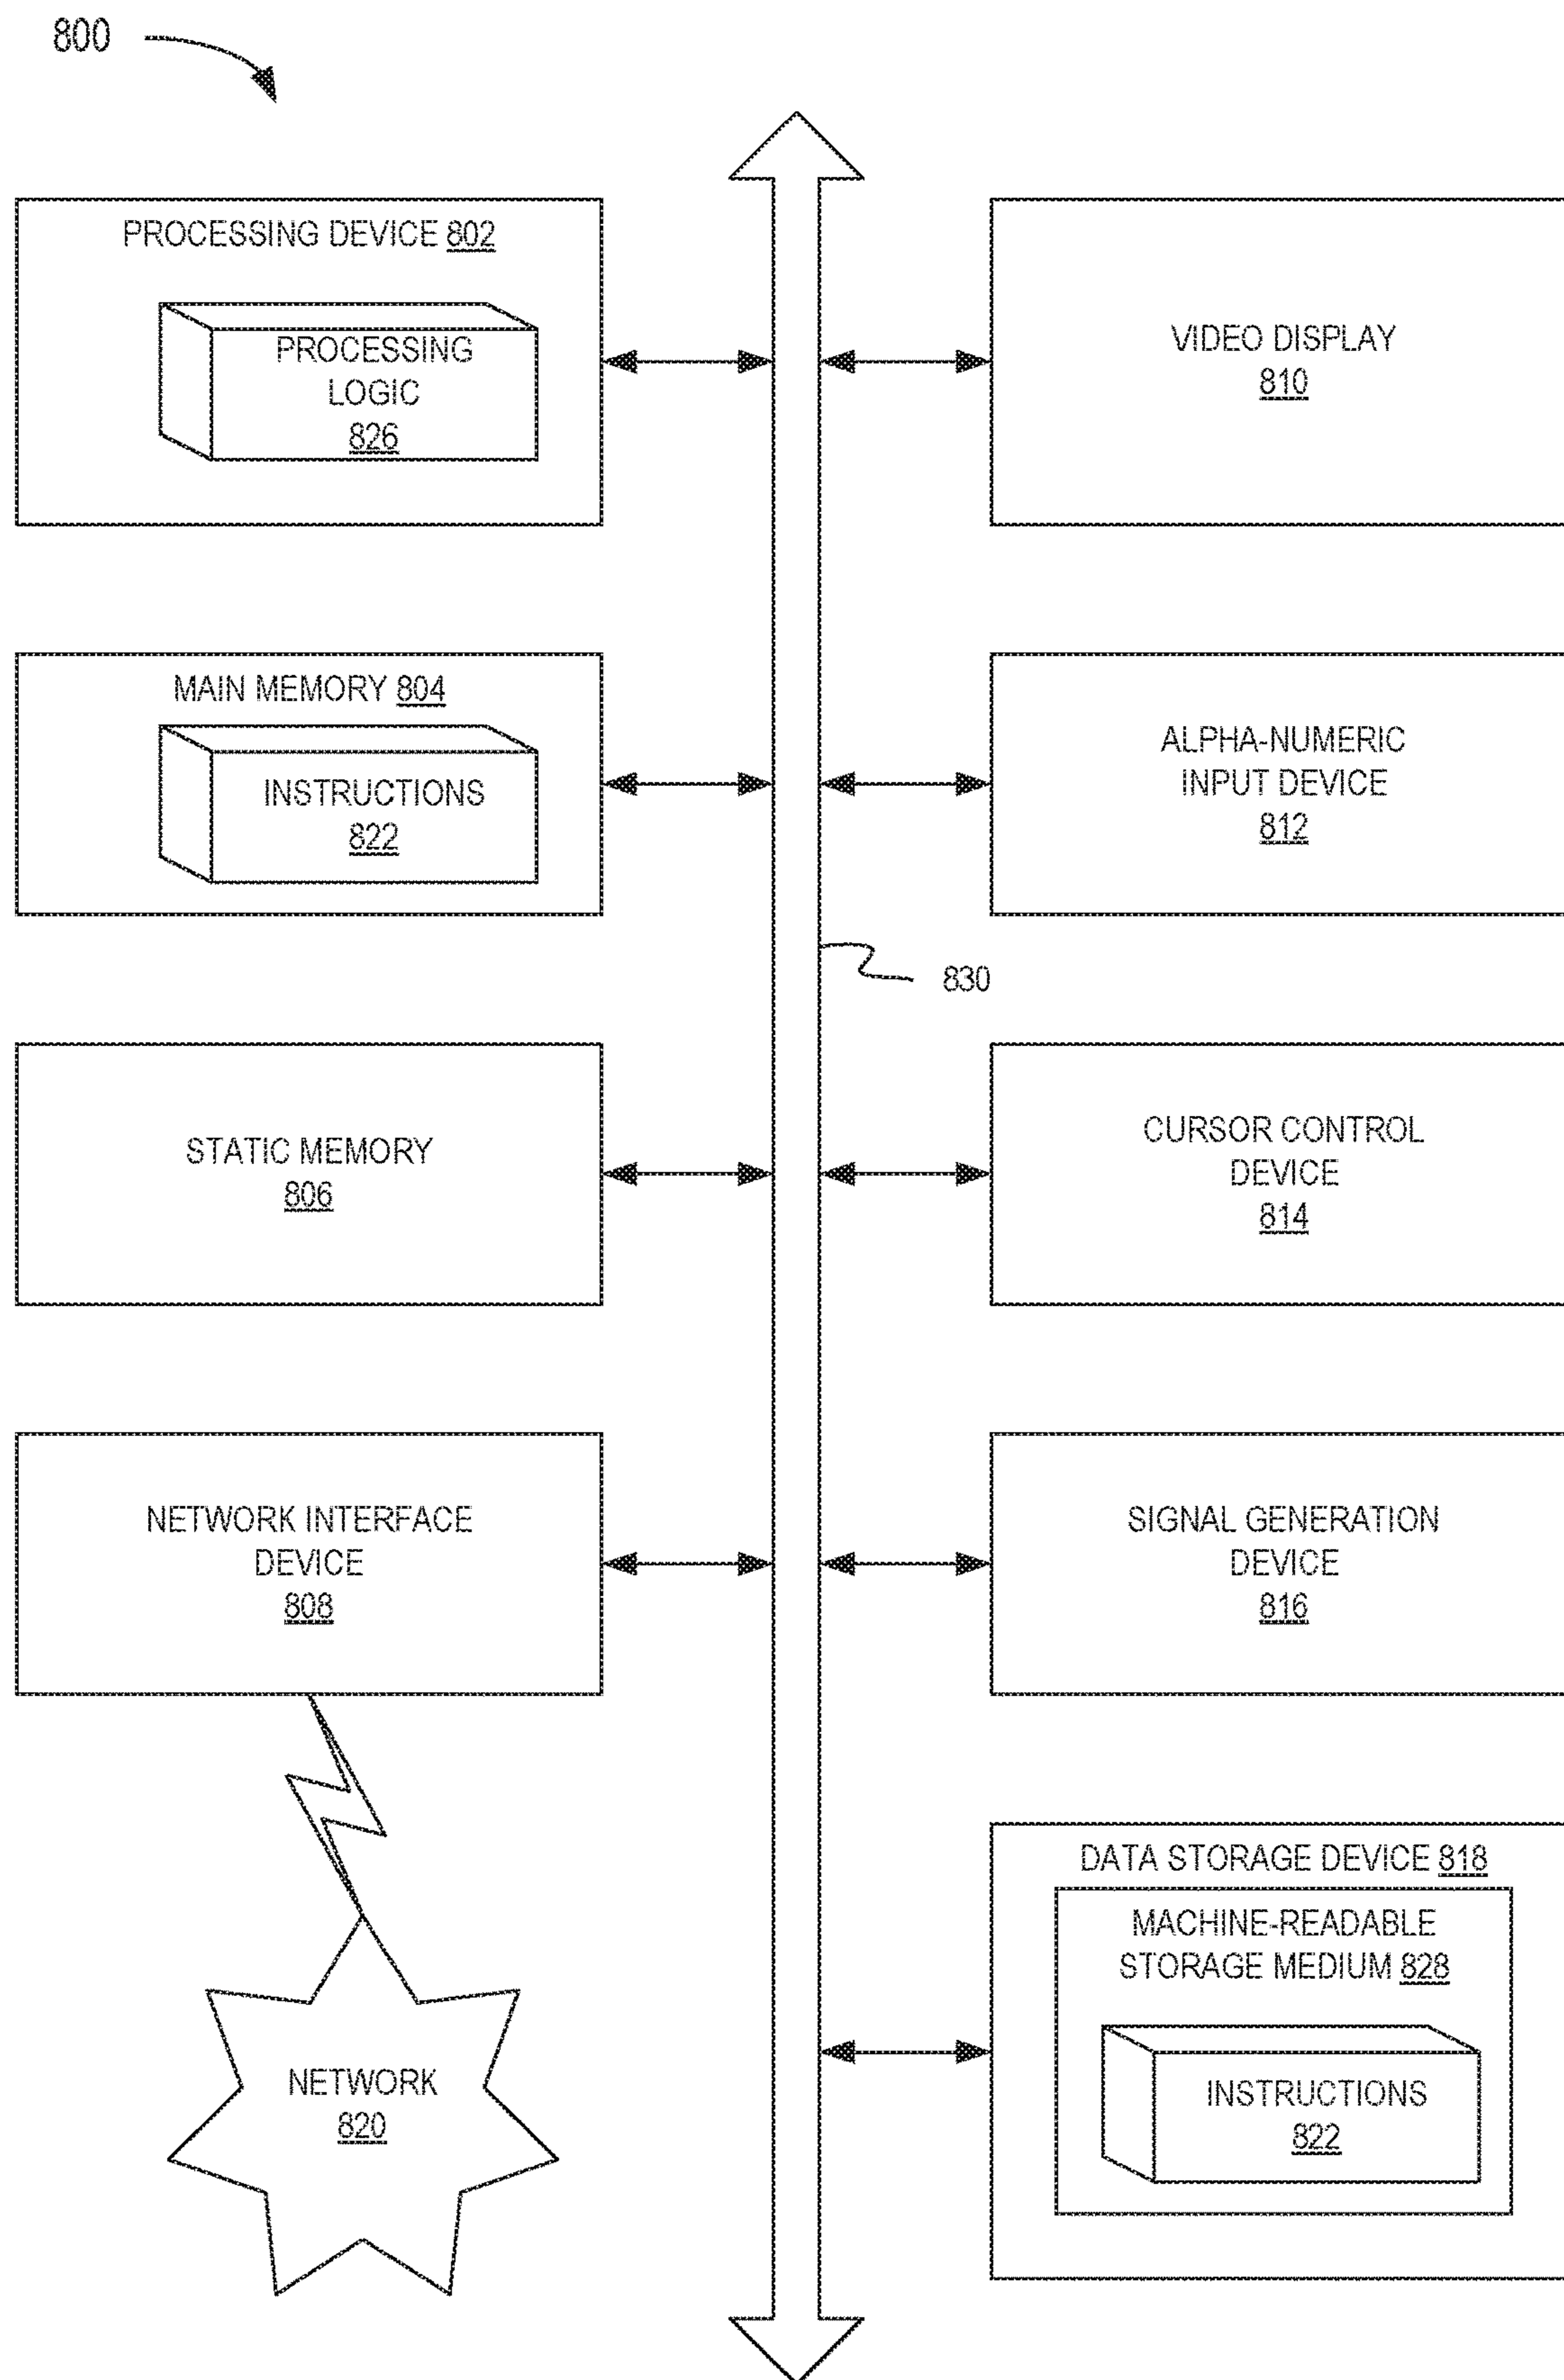 800
PROCESSING DEVICE 802
PROCESSING
LOGIC
826
VIDEO DISPLAY
810
MAIN MEMORY 804
INSTRUCTIONS
822
ALPHA-NUMERIC
INPUT DEVICE
812
830
STATIC MEMORY
806
CURSOR CONTROL
DEVICE
814
NETWORK INTERFACE
DEVICE
808
SIGNAL GENERATION
DEVICE
816
DATA STORAGE DEVICE 818
MACHINE-READABLE
STORAGE MEDIUM 828
INSTRUCTIONS
822
NETWORK
820